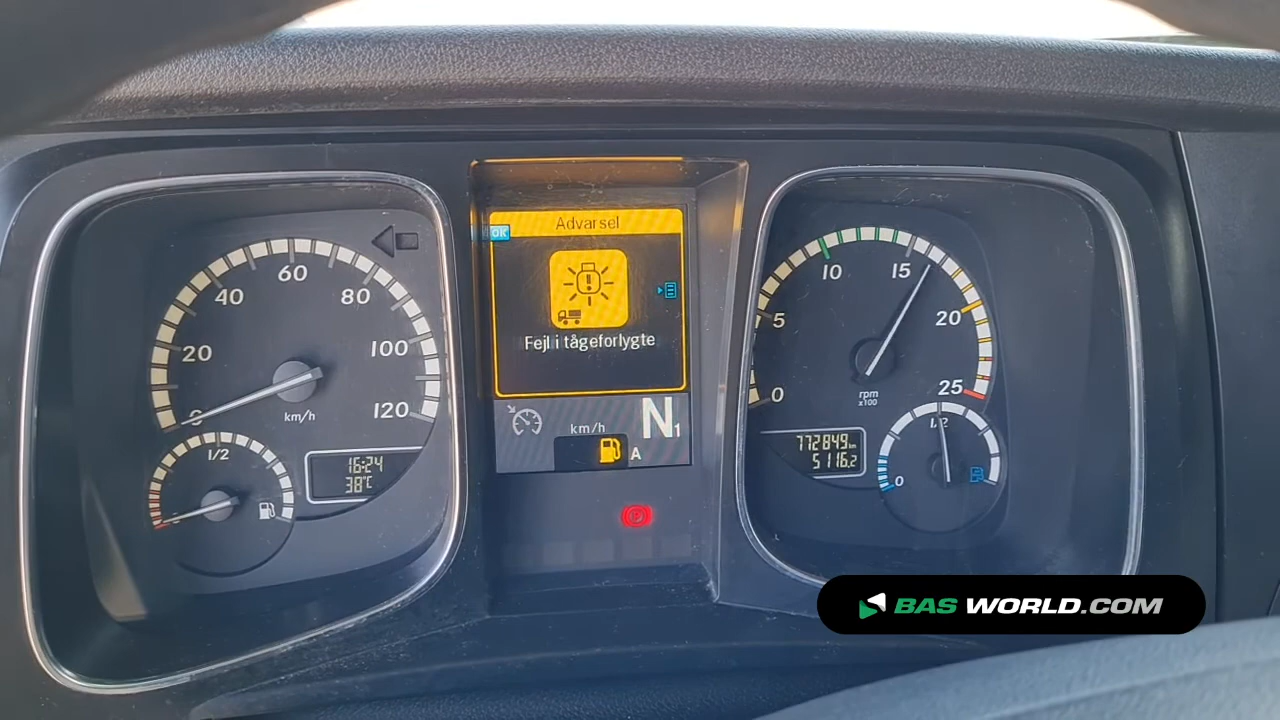 Advarsel
OK
Fejl i tågeforlygte
km/h
N1
A
0
20
40
60
80
100
120
km/h
1/2
16:24
38°C
0
5
10
15
20
25
rpm
x100
772849 km
5116.2
0
1/2
BAS WORLD.COM